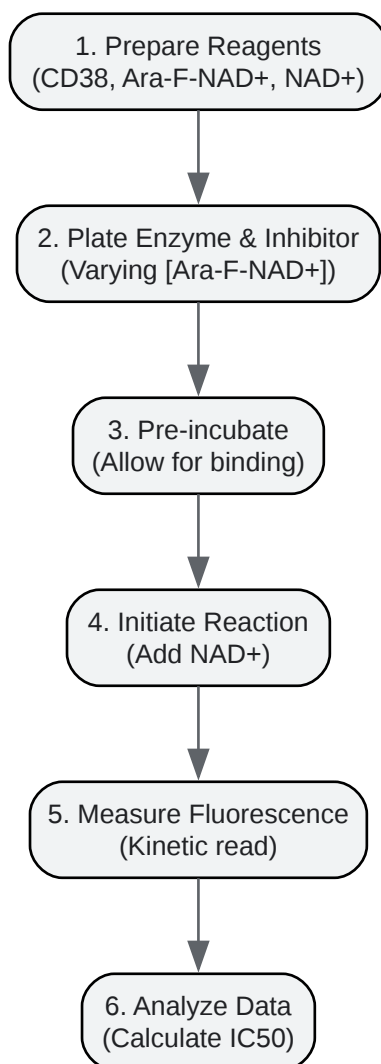 1. Prepare Reagents
(CD38, Ara-F-NAD+, NAD+)
2. Plate Enzyme & Inhibitor
(Varying [Ara-F-NAD+])
3. Pre-incubate
(Allow for binding)
4. Initiate Reaction
(Add NAD+)
5. Measure Fluorescence
(Kinetic read)
6. Analyze Data
(Calculate IC50)